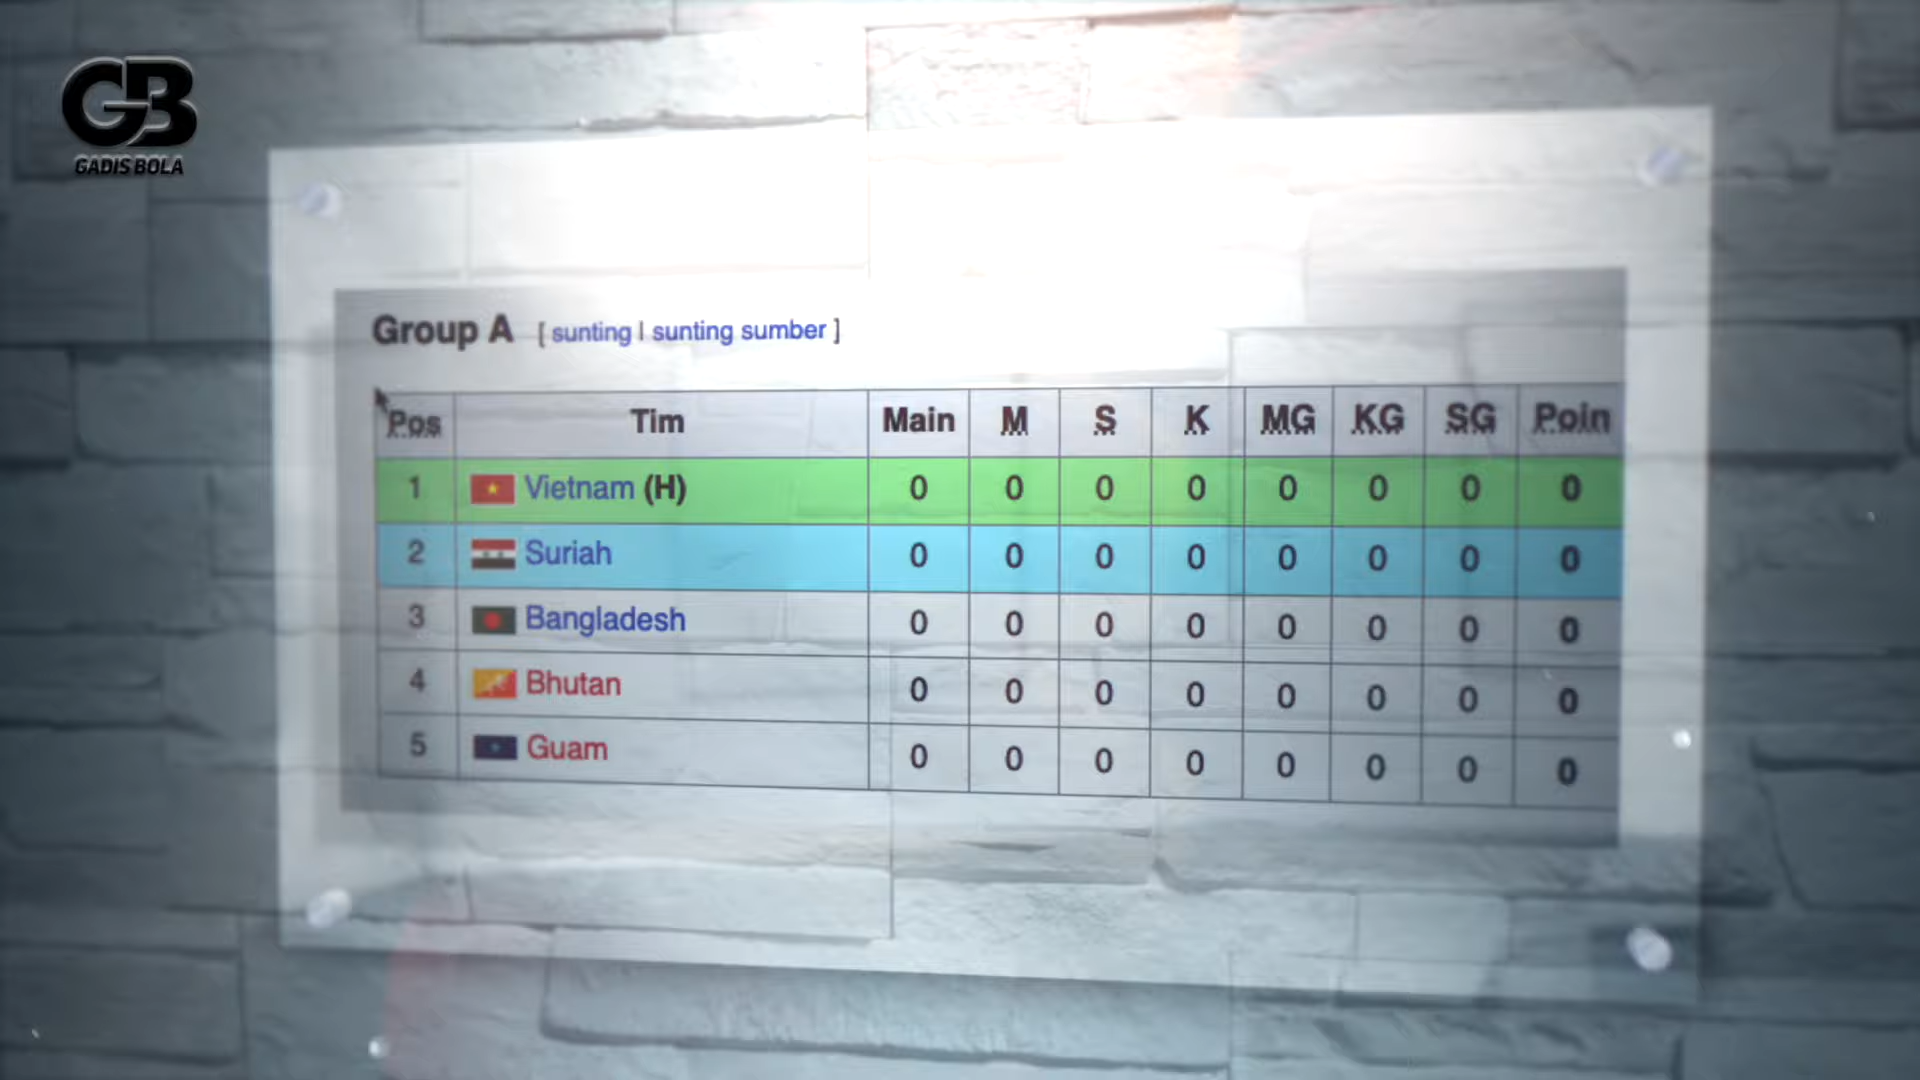 GB
GADIS BOLA
Group A [ sunting | sunting sumber ]
Pos Tim Main M S K MG KG SG Poin
1 Vietnam (H) 0 0 0 0 0 0 0 0
2 Suriah 0 0 0 0 0 0 0 0
3 Bangladesh 0 0 0 0 0 0 0 0
4 Bhutan 0 0 0 0 0 0 0 0
5 Guam 0 0 0 0 0 0 0 0